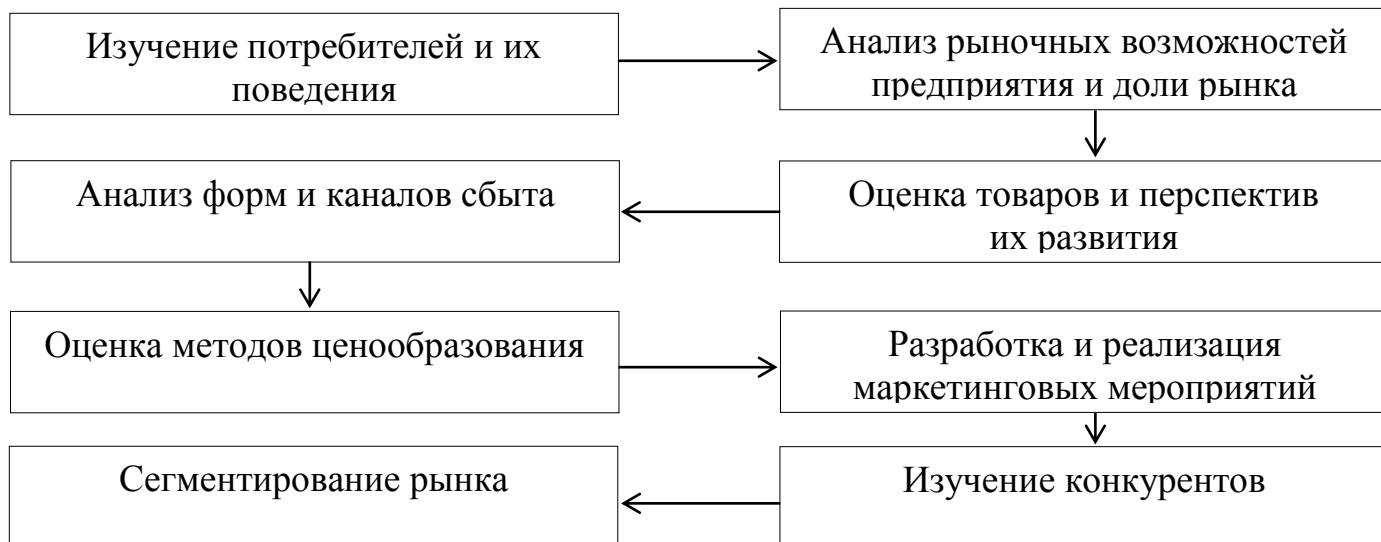 Изучение потребителей и их
поведения
Анализ рыночных возможностей
предприятия и доли рынка
Анализ форм и каналов сбыта
Оценка товаров и перспектив
их развития
Оценка методов ценообразования
Разработка и реализация
маркетинговых мероприятий
Сегментирование рынка
Изучение конкурентов